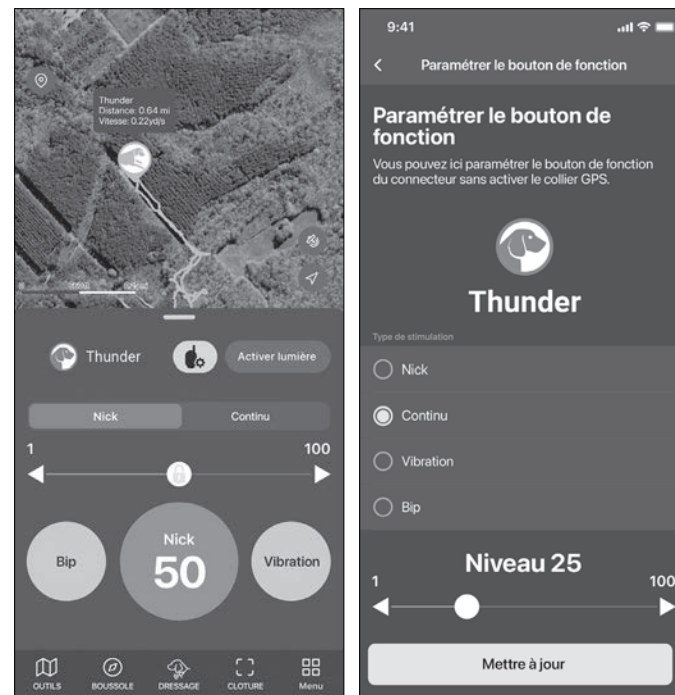 Thunder
Distance: 0.64 mi
Vitesse: 0.22yd/s
Thunder
Activer lumière
Nick
Continu
1
100
Bip
Nick
50
Vibration
OUTILS
BOUSSOLE
DRESSAGE
CLOTURE
Menu
9:41
Paramétrer le bouton de fonction
Paramétrer le bouton de
fonction
Vous pouvez ici paramétrer le bouton de fonction
du connecteur sans activer le collier GPS.
Thunder
Type de stimulation
Nick
Continu
Vibration
Bip
Niveau 25
1
100
Mettre à jour